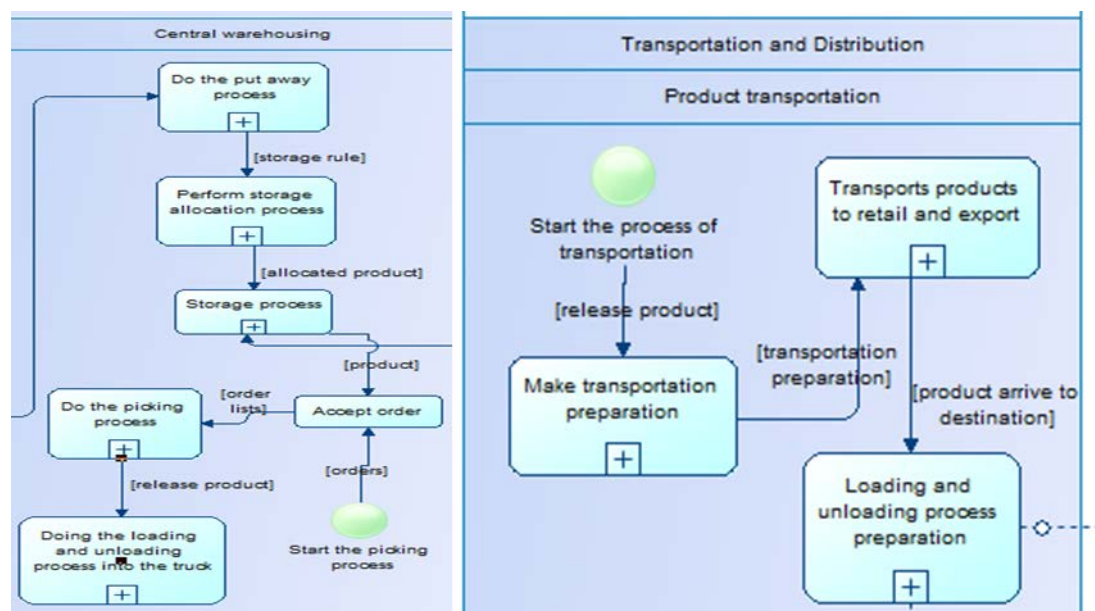 Central warehousing
Do the put away
process
[storage rule]
Perform storage
allocation process
[allocated product]
Storage process
[product]
[order
lists]
Do the picking
process
Accept order
[orders]
[release product]
Doing the loading
and unloading
process into the truck
Start the picking
process
Transportation and Distribution
Product transportation
Start the process of
transportation
Transports products
to retail and export
[release product]
[transportation
preparation]
Make transportation
preparation
[product arrive to
destination]
Loading and
unloading process
preparation